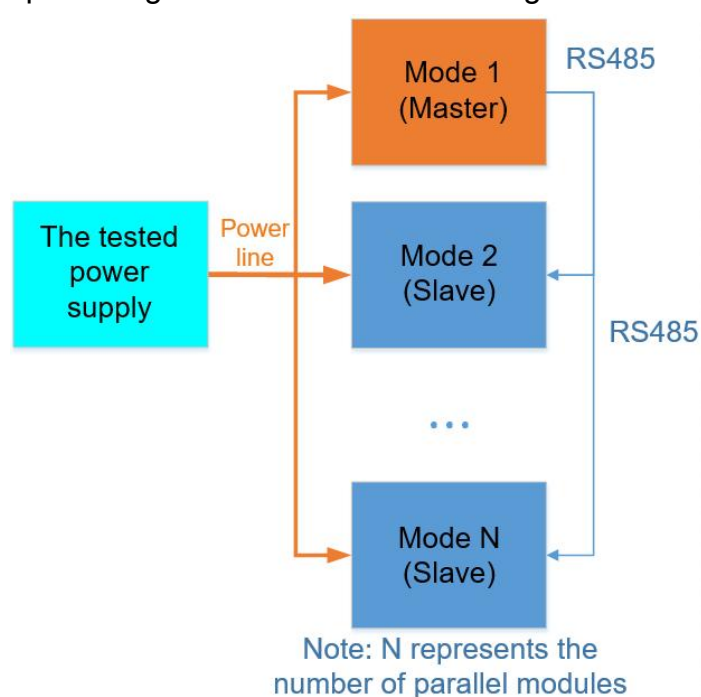 Mode 1
(Master)
RS485
The tested
power
supply
Power
line
Mode 2
(Slave)
RS485
...
Mode N
(Slave)
Note: N represents the
number of parallel modules